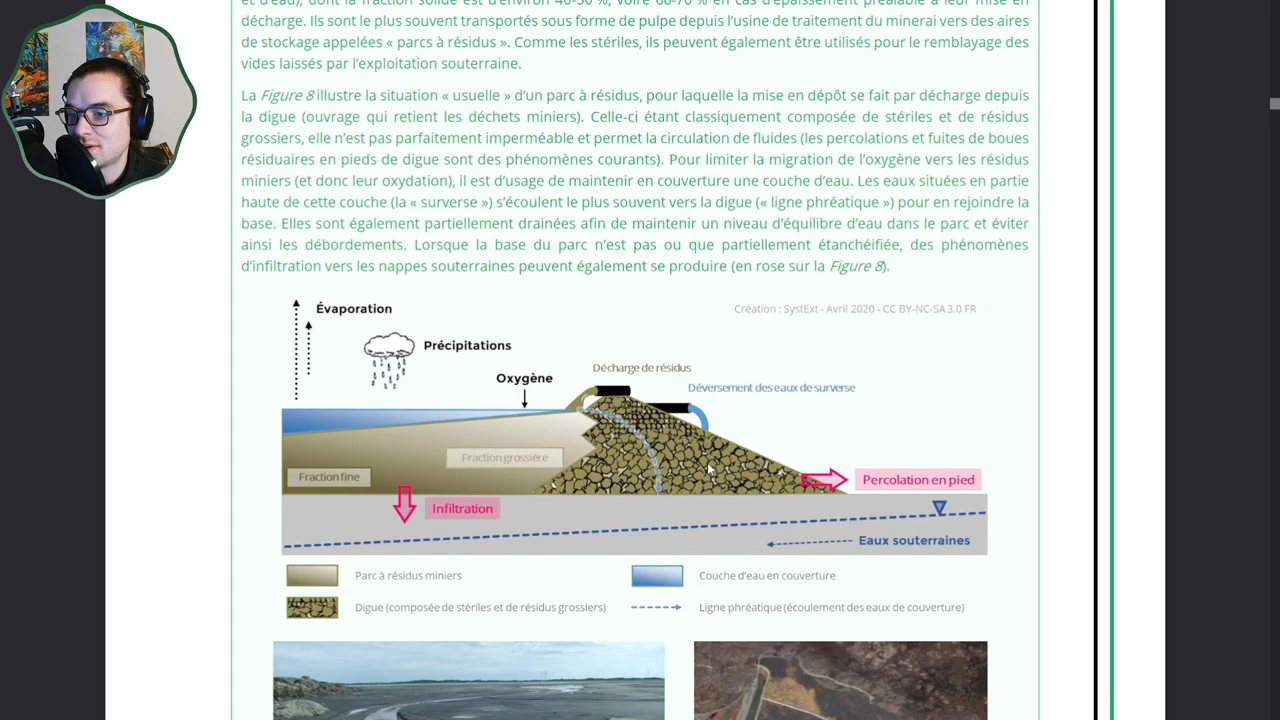 et d'eau), dont la fraction solide est d'environ 40-50 %, voire 60-70 % en cas d'épaississement préalable à leur mise en
décharge. Ils sont le plus souvent transportés sous forme de pulpe depuis l'usine de traitement du minerai vers des aires
de stockage appelées « parcs à résidus ». Comme les stériles, ils peuvent également être utilisés pour le remblayage des
vides laissés par l'exploitation souterraine.
La Figure 8 illustre la situation « usuelle » d'un parc à résidus, pour laquelle la mise en dépôt se fait par décharge depuis
la digue (ouvrage qui retient les déchets miniers). Celle-ci étant classiquement composée de stériles et de résidus
grossiers, elle n'est pas parfaitement imperméable et permet la circulation de fluides (les percolations et fuites de boues
résiduaires en pieds de digue sont des phénomènes courants). Pour limiter la migration de l'oxygène vers les résidus
miniers (et donc leur oxydation), il est d'usage de maintenir en couverture une couche d'eau. Les eaux situées en partie
haute de cette couche (la « surverse ») s'écoulent le plus souvent vers la digue (« ligne phréatique ») pour en rejoindre la
base. Elles sont également partiellement drainées afin de maintenir un niveau d'équilibre d'eau dans le parc et éviter
ainsi les débordements. Lorsque la base du parc n'est pas ou que partiellement étanchéifiée, des phénomènes
d'infiltration vers les nappes souterraines peuvent également se produire (en rose sur la Figure 8).
Évaporation
Création : SystExt - Avril 2020 - CC BY-NC-SA 3.0 FR
Précipitations
Décharge de résidus
Oxygène
Déversement des eaux de surverse
Fraction grossière
Fraction fine
Percolation en pied
Infiltration
Eaux souterraines
Parc à résidus miniers
Couche d'eau en couverture
Digue (composée de stériles et de résidus grossiers)
Ligne phréatique (écoulement des eaux de couverture)